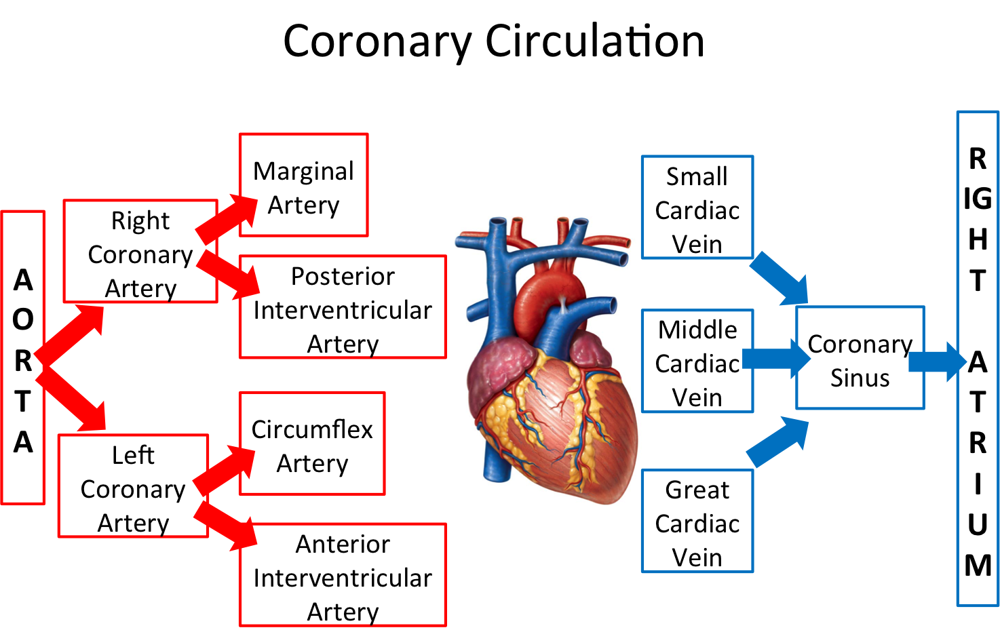 Coronary Circulation
A
O
R
T
A
Right
Coronary
Artery
Left
Coronary
Artery
Marginal
Artery
Posterior
Interventricular
Artery
Circumflex
Artery
Anterior
Interventricular
Artery
Small
Cardiac
Vein
Middle
Cardiac
Vein
Great
Cardiac
Vein
Coronary
Sinus
R
IG
H
T
A
T
R
I
U
M